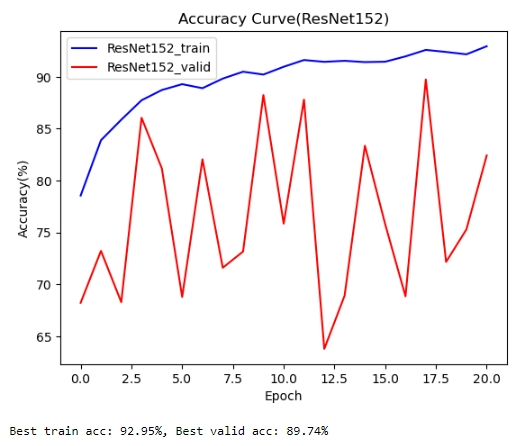 Accuracy Curve(ResNet152)
ResNet152_train
ResNet152_valid
90
85
80
75
70
65
Accuracy(%)
0.0 2.5 5.0 7.5 10.0 12.5 15.0 17.5 20.0
Epoch
Best train acc: 92.95%, Best valid acc: 89.74%